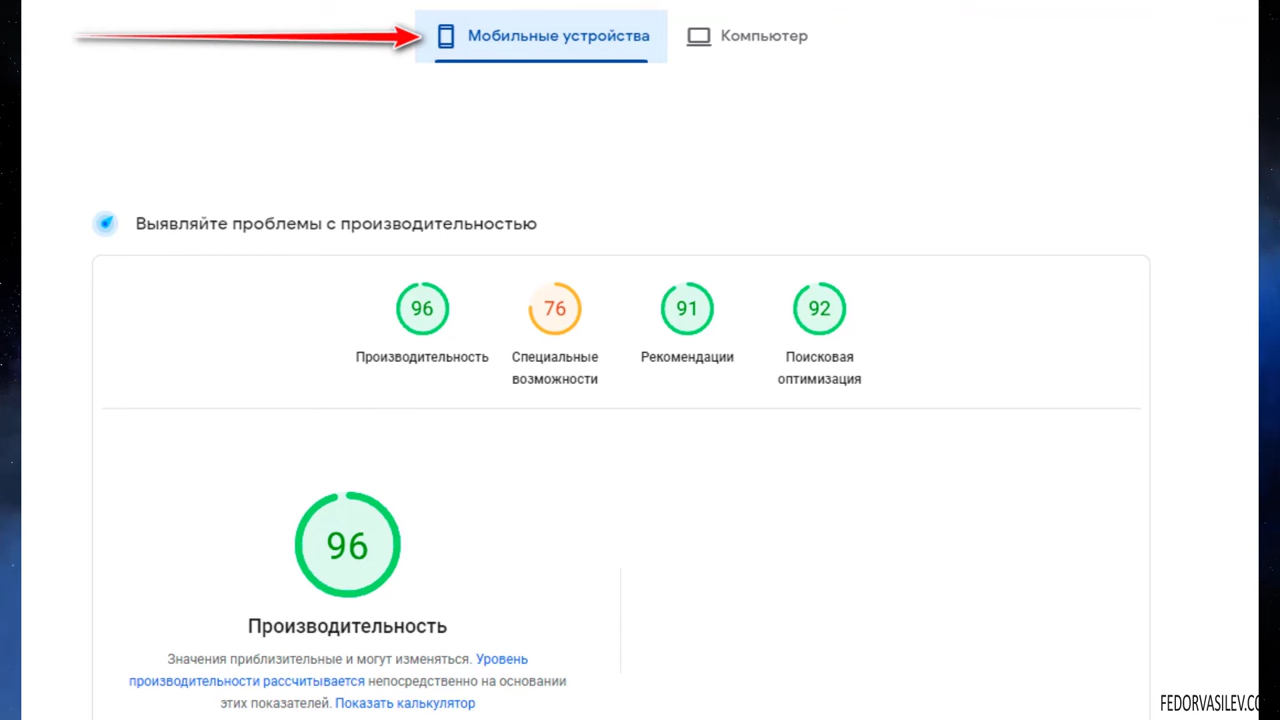 Мобильные устройства
Компьютер
Выявляйте проблемы с производительностью
96
76
91
92
Производительность
Специальные
возможности
Рекомендации
Поисковая
оптимизация
96
Производительность
Значения приблизительные и могут изменяться. Уровень
производительности рассчитывается непосредственно на основании
этих показателей. Показать калькулятор
FEDORVASILEV.CO